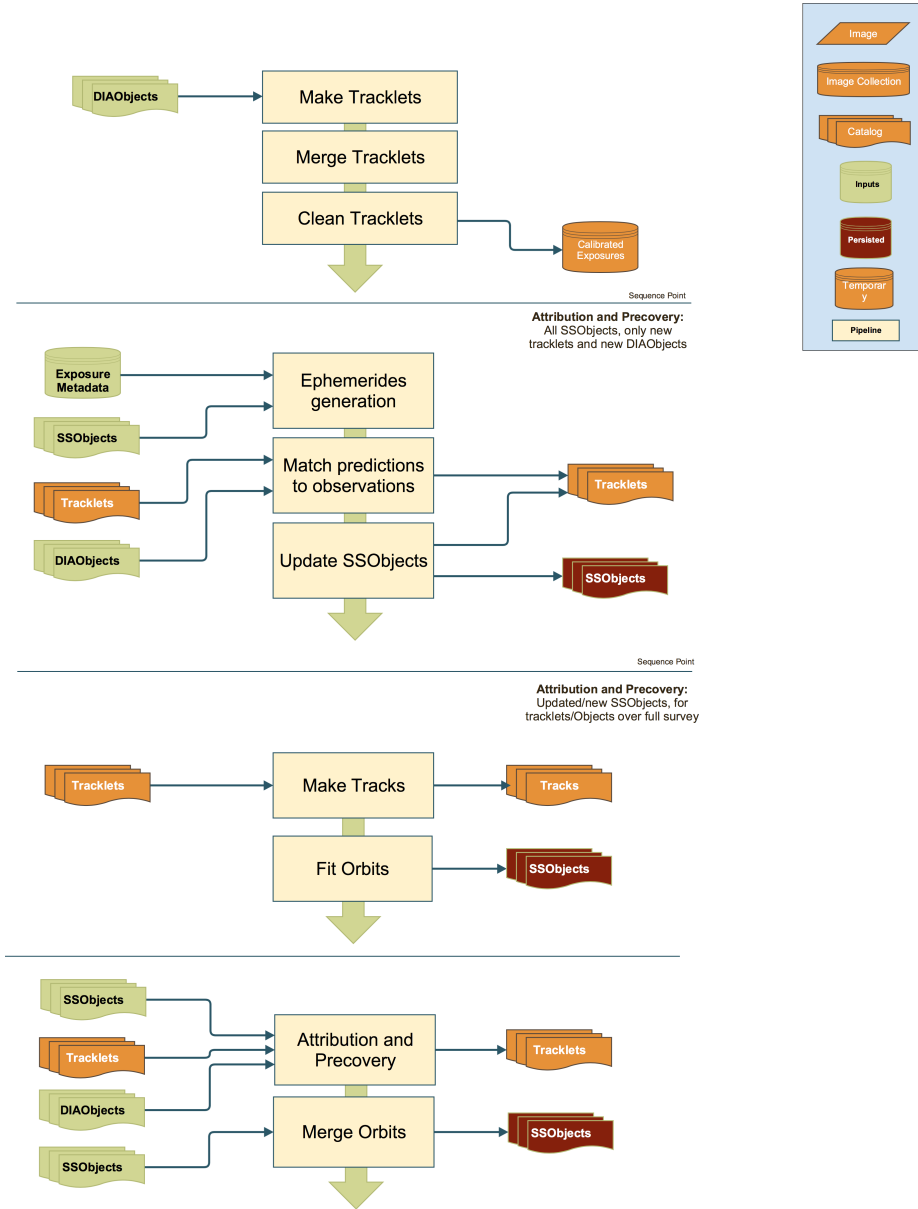 Image
Image Collection
Catalog
Inputs
Persisted
Temporar
y
Pipeline
DIAObjects
Make Tracklets
Merge Tracklets
Clean Tracklets
Calibrated
Exposures
Sequence Point
Attribution and Precovery:
All SSObjects, only new
tracklets and new DIAObjects
Exposure
Metadata
Ephemerides
generation
SSObjects
Match predictions
to observations
Tracklets
Tracklets
DIAObjects
Update SSObjects
SSObjects
Sequence Point
Attribution and Precovery:
Updated/new SSObjects, for
tracklets/Objects over full survey
Tracklets
Make Tracks
Tracks
Fit Orbits
SSObjects
SSObjects
Tracklets
Attribution and
Precovery
Tracklets
DIAObjects
SSObjects
Merge Orbits
SSObjects